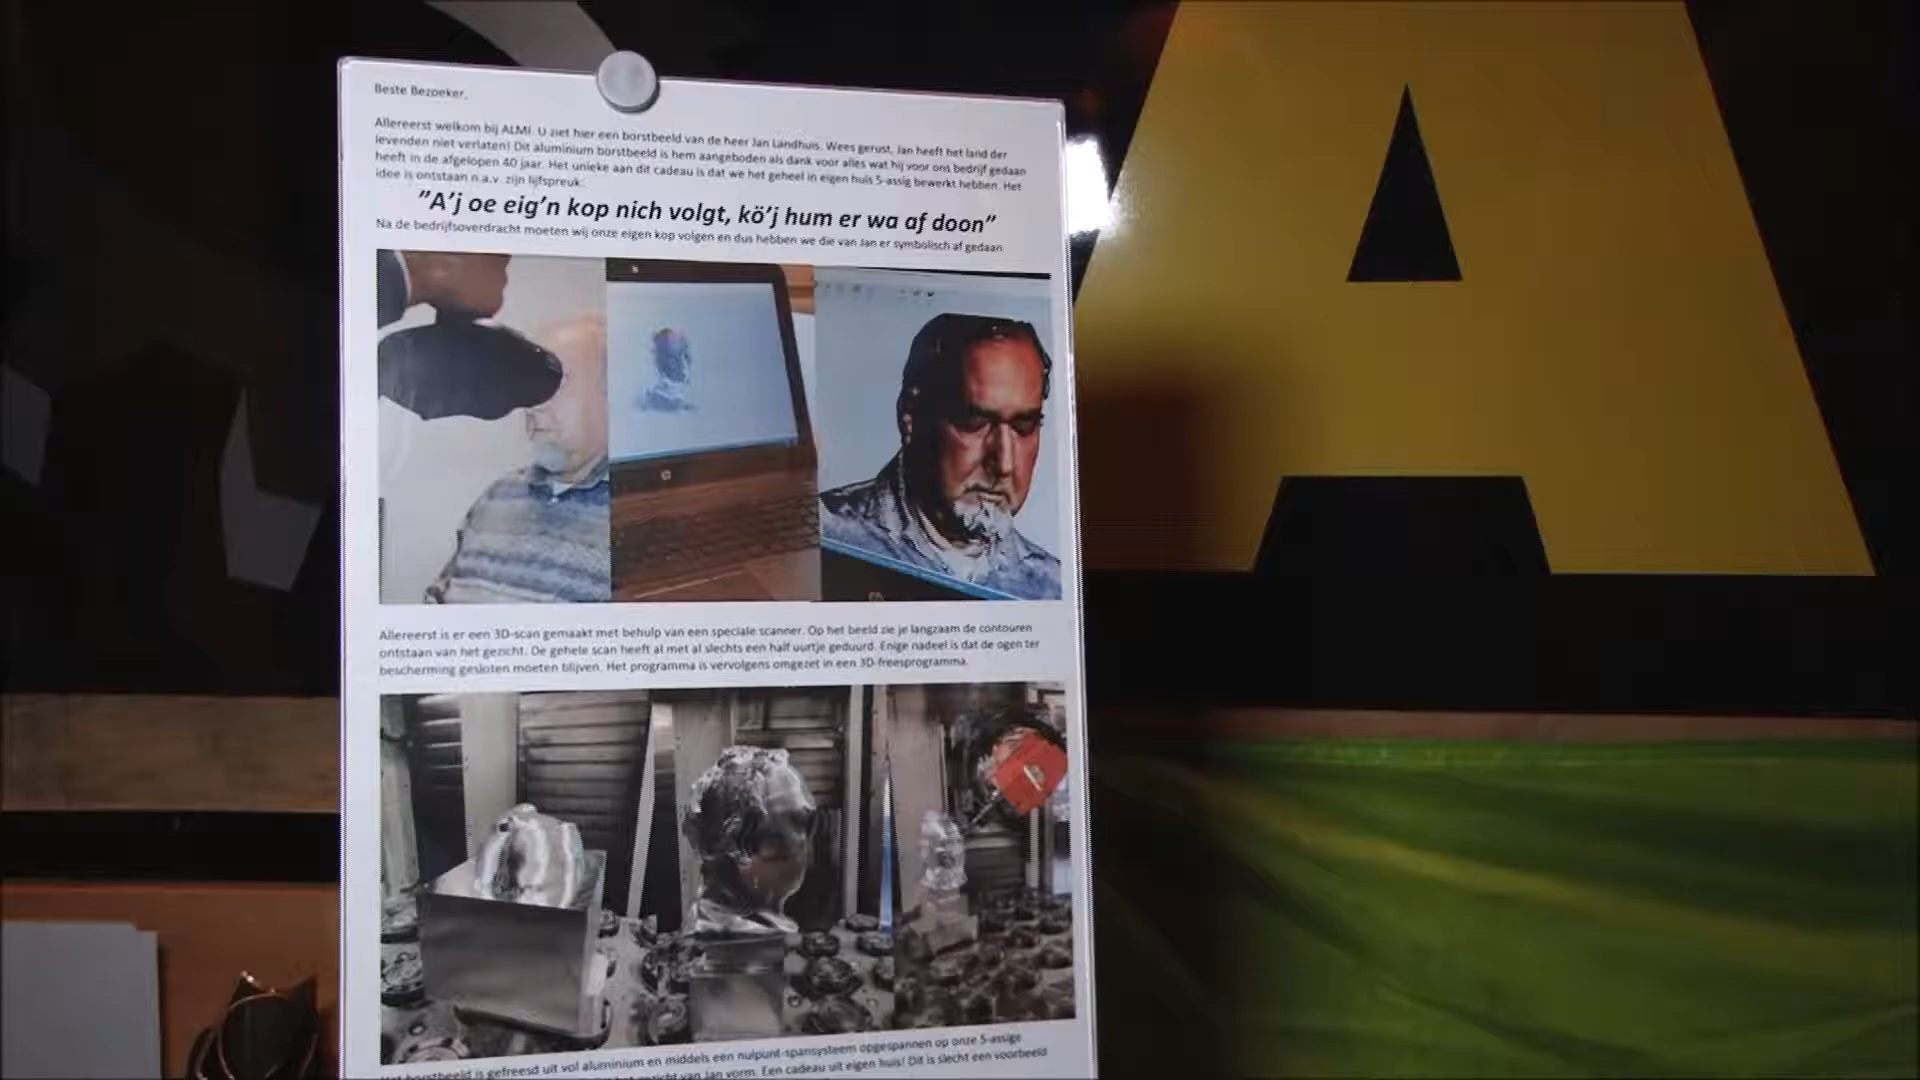 Beste Bezoeker,
Allereerst welkom bij ALMI. U ziet hier een borstbeeld van de heer Jan Landhuis. Wees gerust, Jan heeft het land der
levenden niet verlaten! Dit aluminium borstbeeld is hem aangeboden als dank voor alles wat hij voor ons bedrijf gedaan
heeft in de afgelopen 40 jaar. Het unieke aan dit cadeau is dat we het geheel in eigen huis 5-assig bewerkt hebben. Het
idee is ontstaan n.a.v. zijn lijfspreuk:
”A’j oe eig’n kop nich volgt, kö’j hum er wa af doon”
Na de bedrijfsoverdracht moeten wij onze eigen kop volgen en dus hebben we die van Jan er symbolisch af gedaan.
Allereerst is er een 3D-scan gemaakt met behulp van een speciale scanner. Op het beeld zie je langzaam de contouren
ontstaan van het gezicht. De gehele scan heeft al met al slechts een half uurtje geduurd. Enige nadeel is dat de ogen ter
bescherming gesloten moeten blijven. Het programma is vervolgens omgezet in een 3D-freesprogramma.
Het borstbeeld is gefreesd uit vol aluminium en middels een nulpunt-spansysteem opgespannen op onze 5-assige
het gezicht van Jan vorm. Een cadeau uit eigen huis! Dit is slecht een voorbeeld
A